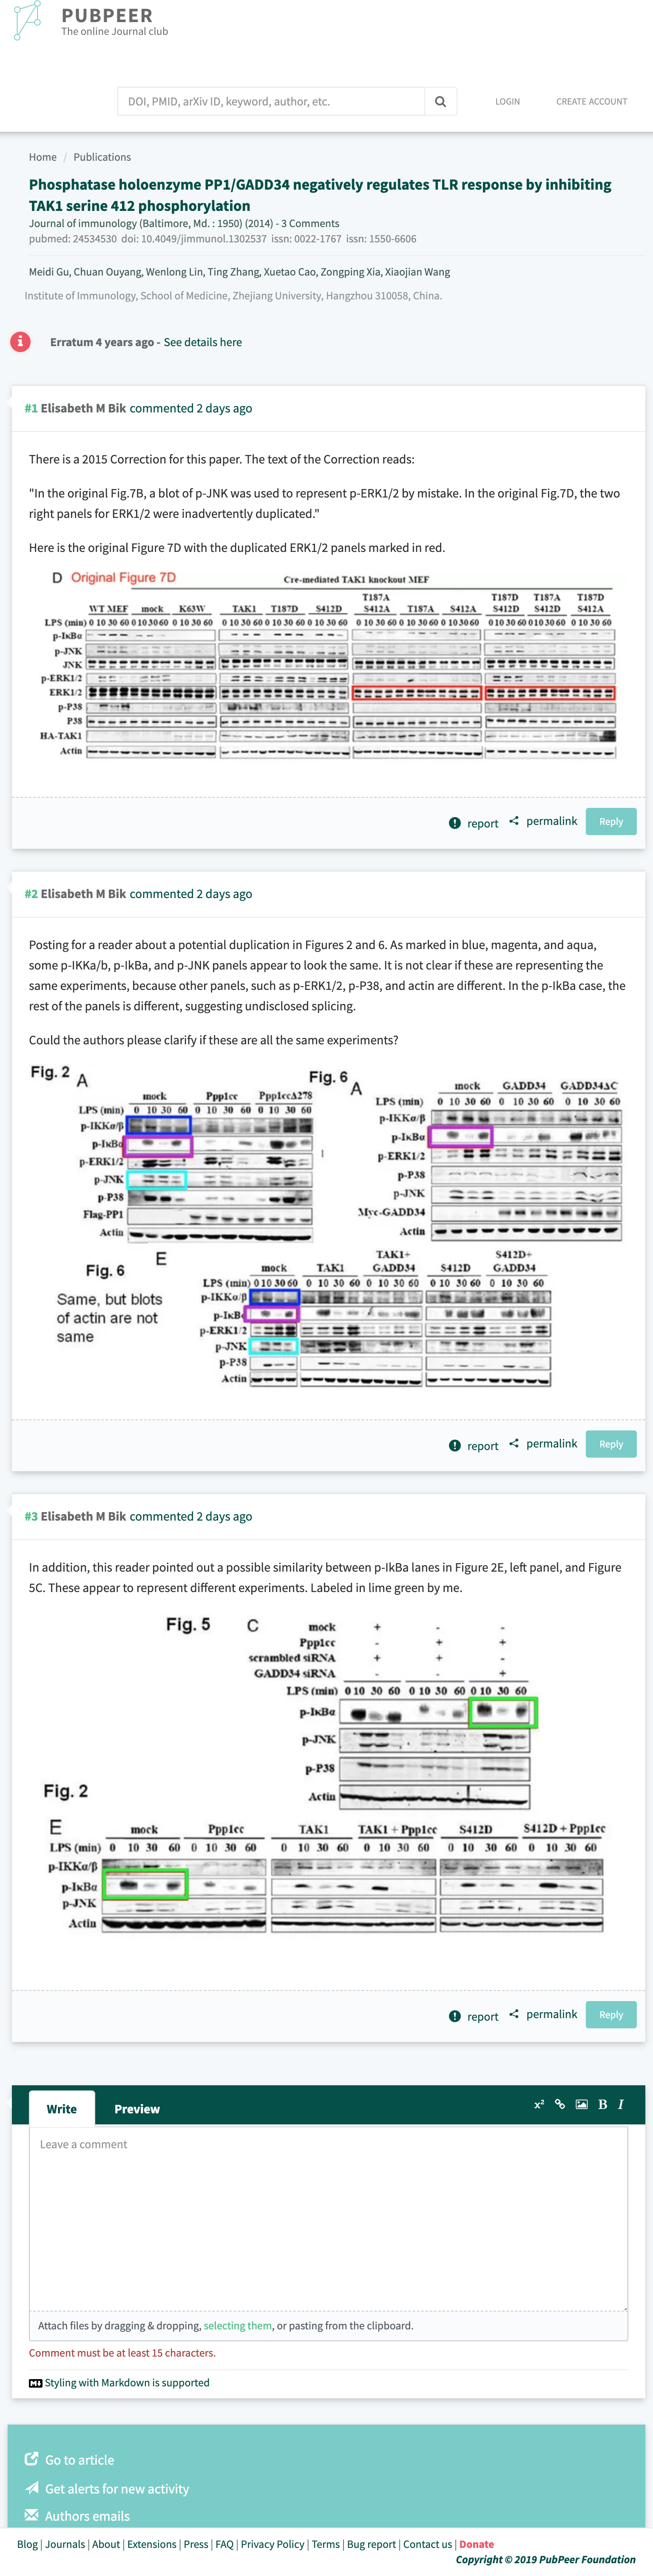 PUBPEER
The online Journal club
DOI, PMID, arXiv ID, keyword, author, etc.
LOGIN
CREATE ACCOUNT
Home / Publications
Phosphatase holoenzyme PP1/GADD34 negatively regulates TLR response by inhibiting
TAK1 serine 412 phosphorylation
Journal of immunology (Baltimore, Md. : 1950) (2014) - 3 Comments
pubmed: 24534530 doi: 10.4049/jimmunol.1302537 issn: 0022-1767 issn: 1550-6606
Meidi Gu, Chuan Ouyang, Wenlong Lin, Ting Zhang, Xuetao Cao, Zongping Xia, Xiaojian Wang
Institute of Immunology, School of Medicine, Zhejiang University, Hangzhou 310058, China.
Erratum 4 years ago - See details here
#1 Elisabeth M Bik commented 2 days ago
There is a 2015 Correction for this paper. The text of the Correction reads:
"In the original Fig.7B, a blot of p-JNK was used to represent p-ERK1/2 by mistake. In the original Fig.7D, the two
right panels for ERK1/2 were inadvertently duplicated."
Here is the original Figure 7D with the duplicated ERK1/2 panels marked in red.
D Original Figure 7D
Cre-mediated TAK1 knockout MEF
T187A T187D T187A T187D
WT MEF mock K63W TAK1 T187D S412D S412A T187A S412A S412D S412D S412A
LPS (min) 0 10 30 60 0 10 30 60 0 10 30 60 0 10 30 60 0 10 30 60 0 10 30 60 0 10 30 60 0 10 30 60 0 10 30 60 0 10 30 60 0 10 30 60 0 10 30 60
p-IκBα
p-JNK
JNK
p-ERK1/2
ERK1/2
p-P38
P38
HA-TAK1
Actin
report
permalink
Reply
#2 Elisabeth M Bik commented 2 days ago
Posting for a reader about a potential duplication in Figures 2 and 6. As marked in blue, magenta, and aqua,
some p-IKKa/b, p-IkBa, and p-JNK panels appear to look the same. It is not clear if these are representing the
same experiments, because other panels, such as p-ERK1/2, p-P38, and actin are different. In the p-IkBa case, the
rest of the panels is different, suggesting undisclosed splicing.
Could the authors please clarify if these are all the same experiments?
Fig. 2 A
mock Ppp1cc Ppp1ccΔ278
LPS (min) 0 10 30 60 0 10 30 60 0 10 30 60
p-IKKα/β
p-IκBα
p-ERK1/2
p-JNK
p-P38
Flag-PP1
Actin
Fig. 6 A
mock GADD34 GADD34ΔC
LPS (min) 0 10 30 60 0 10 30 60 0 10 30 60
p-IKKα/β
p-IκBα
p-ERK1/2
p-P38
p-JNK
Myc-GADD34
Actin
Fig. 6
E
Same, but blots
of actin are not
same
TAK1+ S412D+
mock TAK1 GADD34 S412D GADD34
LPS (min) 0 10 30 60 0 10 30 60 0 10 30 60 0 10 30 60 0 10 30 60
p-IKKα/β
p-IκBα
p-ERK1/2
p-JNK
p-P38
Actin
report
permalink
Reply
#3 Elisabeth M Bik commented 2 days ago
In addition, this reader pointed out a possible similarity between p-IkBa lanes in Figure 2E, left panel, and Figure
5C. These appear to represent different experiments. Labeled in lime green by me.
Fig. 5 C
mock + - -
Ppp1cc - + +
scrambled siRNA + + -
GADD34 siRNA - - +
LPS (min) 0 10 30 60 0 10 30 60 0 10 30 60
p-IκBα
p-JNK
p-P38
Actin
Fig. 2
E
mock Ppp1cc TAK1 TAK1 + Ppp1cc S412D S412D + Ppp1cc
LPS (min) 0 10 30 60 0 10 30 60 0 10 30 60 0 10 30 60 0 10 30 60 0 10 30 60
p-IKKα/β
p-IκBα
p-JNK
Actin
report
permalink
Reply
Write
Preview
x² B I
Leave a comment
Attach files by dragging & dropping, selecting them, or pasting from the clipboard.
Comment must be at least 15 characters.
Styling with Markdown is supported
Go to article
Get alerts for new activity
Authors emails
Blog | Journals | About | Extensions | Press | FAQ | Privacy Policy | Terms | Bug report | Contact us | Donate
Copyright © 2019 PubPeer Foundation